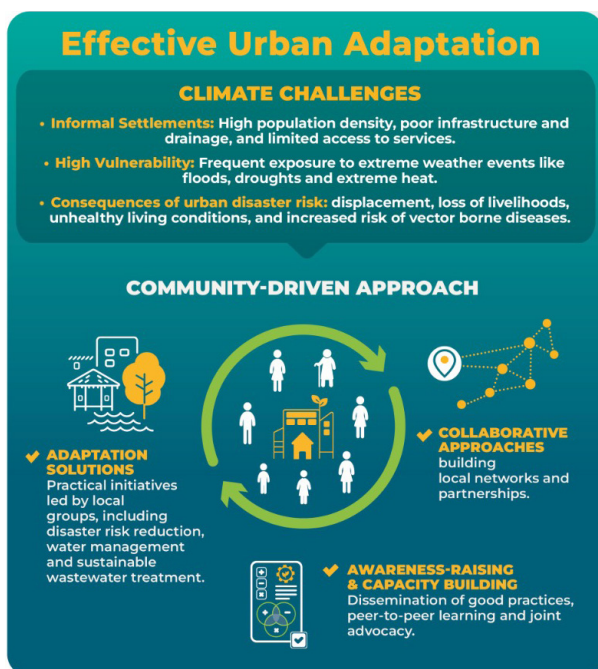 Effective Urban Adaptation
CLIMATE CHALLENGES
• Informal Settlements: High population density, poor infrastructure and
drainage, and limited access to services.
• High Vulnerability: Frequent exposure to extreme weather events like
floods, droughts and extreme heat.
• Consequences of urban disaster risk: displacement, loss of livelihoods,
unhealthy living conditions, and increased risk of vector borne diseases.
COMMUNITY-DRIVEN APPROACH
ADAPTATION
SOLUTIONS
Practical initiatives
led by local
groups, including
disaster risk reduction,
water management
and sustainable
wastewater treatment.
COLLABORATIVE
APPROACHES
building
local networks and
partnerships.
AWARENESS-RAISING
& CAPACITY BUILDING
Dissemination of good practices,
peer-to-peer learning and joint
advocacy.